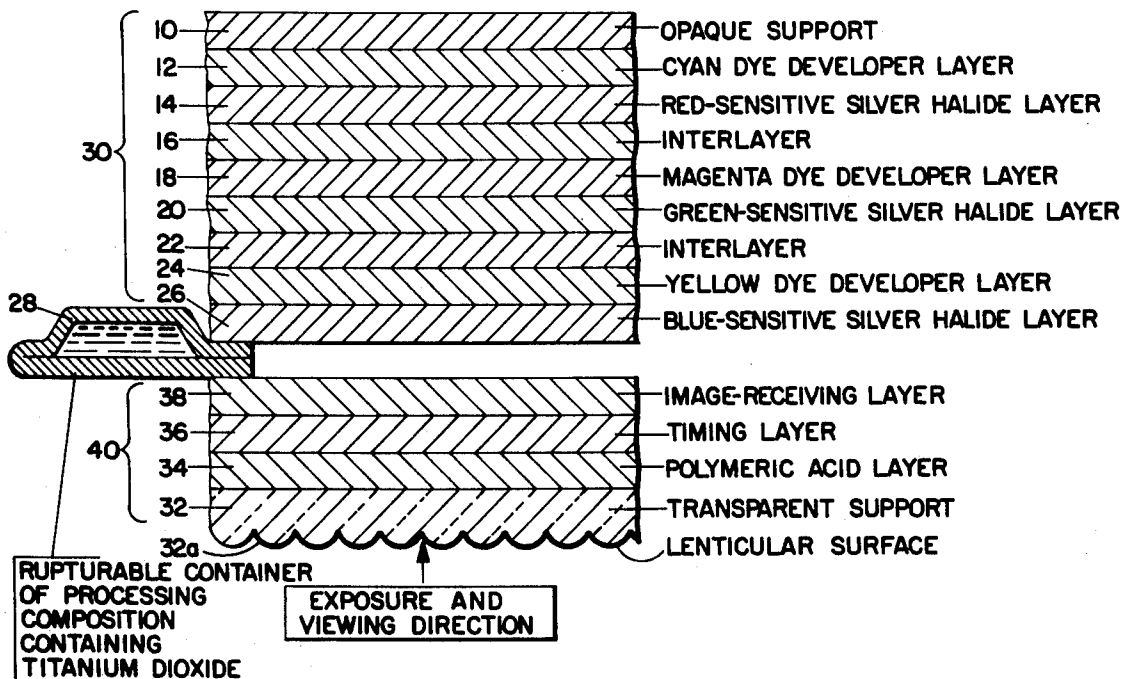 10 OPAQUE SUPPORT
12 CYAN DYE DEVELOPER LAYER
14 RED-SENSITIVE SILVER HALIDE LAYER
16 INTERLAYER
30
18 MAGENTA DYE DEVELOPER LAYER
20 GREEN-SENSITIVE SILVER HALIDE LAYER
22 INTERLAYER
24 YELLOW DYE DEVELOPER LAYER
26 BLUE-SENSITIVE SILVER HALIDE LAYER
28
38 IMAGE-RECEIVING LAYER
36 TIMING LAYER
40
34 POLYMERIC ACID LAYER
32 TRANSPARENT SUPPORT
32a LENTICULAR SURFACE
RUPTURABLE CONTAINER
OF PROCESSING
COMPOSITION
CONTAINING
TITANIUM DIOXIDE
EXPOSURE AND
VIEWING DIRECTION